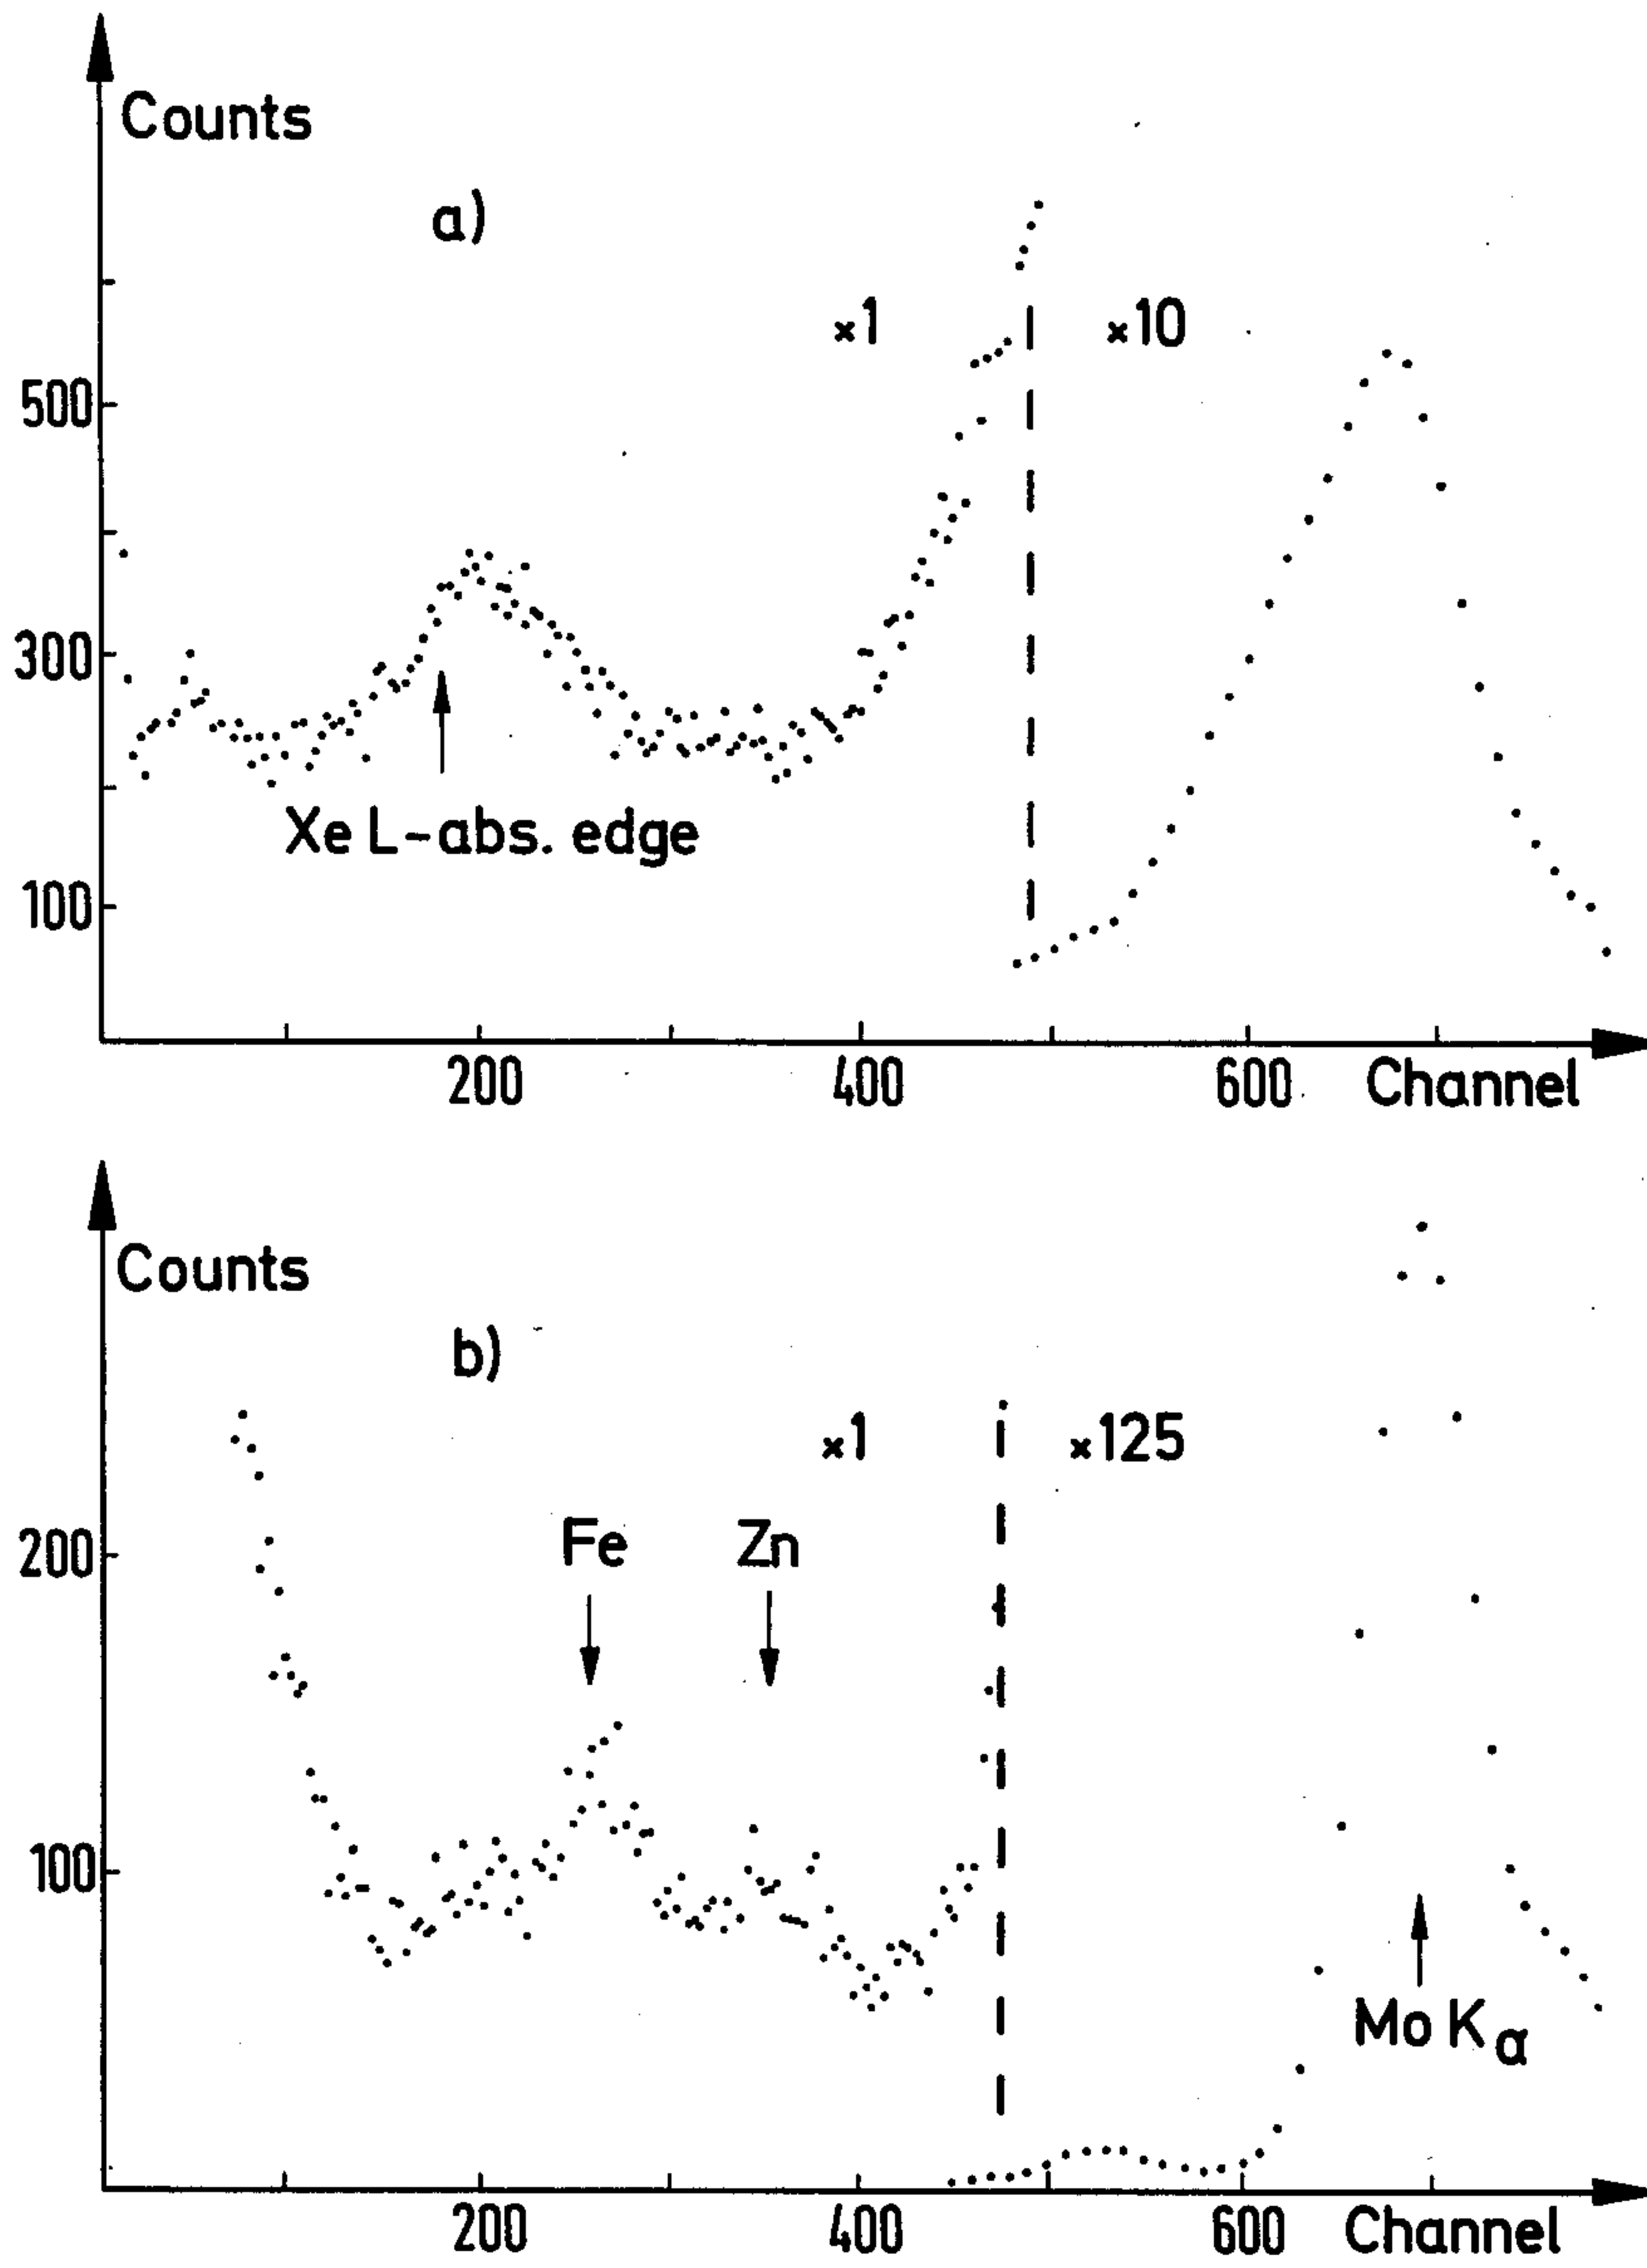 Counts
a)
×1 ×10
500
300
Xe L-abs. edge
100
200 400 600 Channel
Counts
b)
×1 ×125
200
Fe Zn
100
Mo Kα
200 400 600 Channel